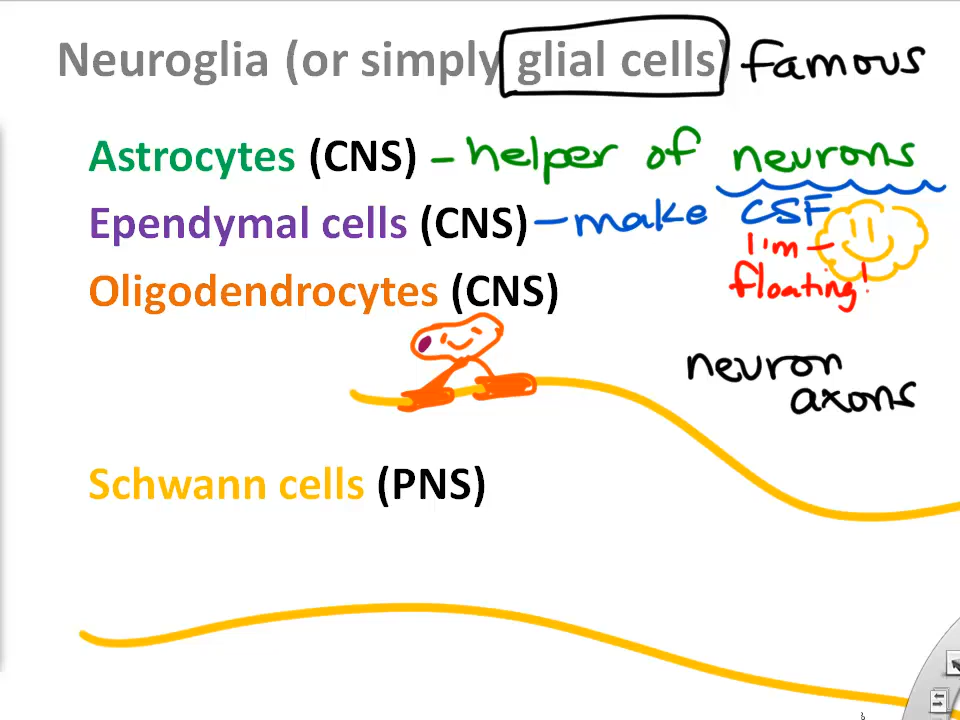 Neuroglia (or simply glial cells) famous
Astrocytes (CNS) – helper of neurons
Ependymal cells (CNS) – make CSF
I'm floating!
Oligodendrocytes (CNS)
neuron
axons
Schwann cells (PNS)